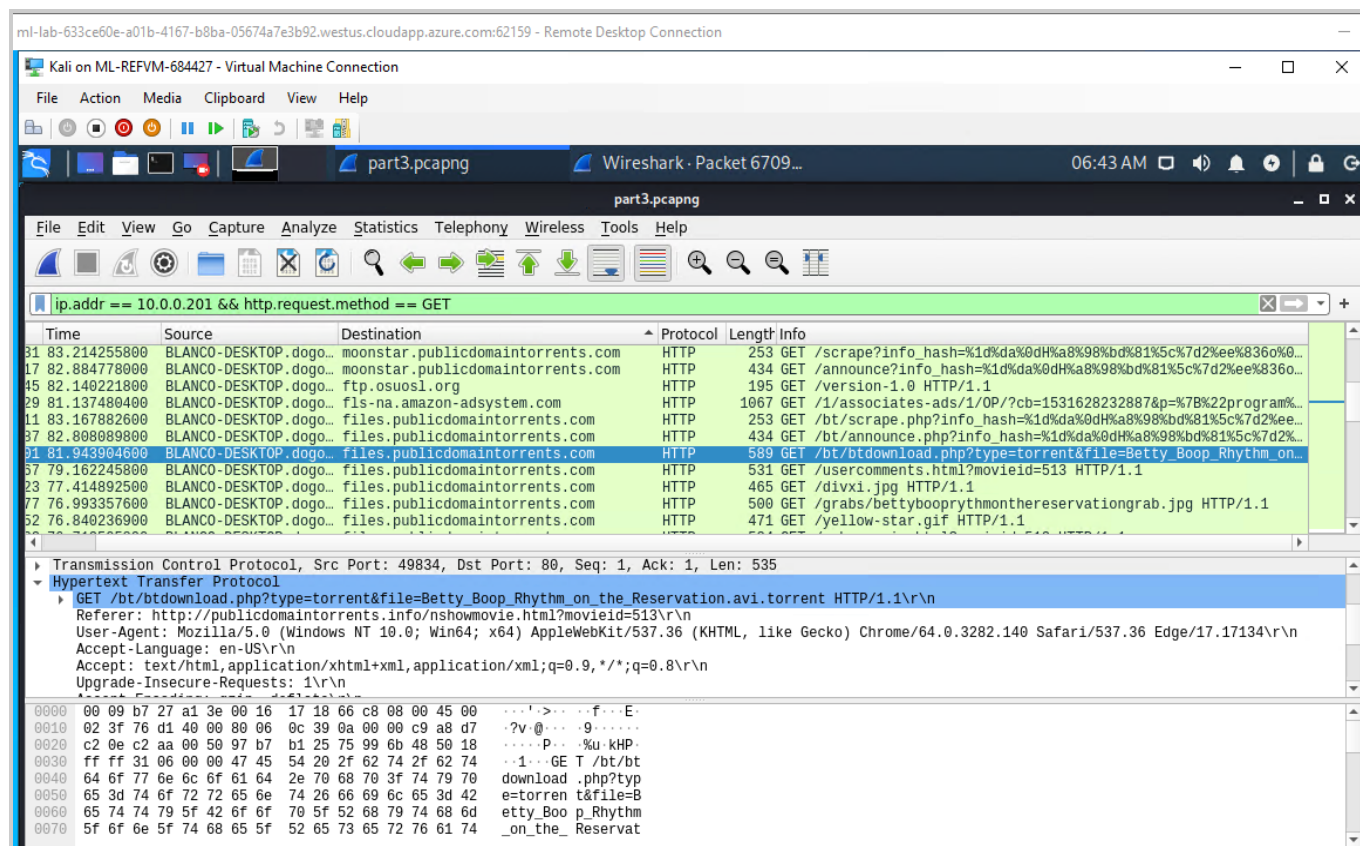 ml-lab-633ce60e-a01b-4167-b8ba-05674a7e3b92.westus.cloudapp.azure.com:62159 - Remote Desktop Connection
Kali on ML-REFVM-684427 - Virtual Machine Connection
File Action Media Clipboard View Help
part3.pcapng Wireshark · Packet 6709... 06:43 AM
part3.pcapng
File Edit View Go Capture Analyze Statistics Telephony Wireless Tools Help
ip.addr == 10.0.0.201 && http.request.method == GET
Time Source Destination Protocol Length Info
31 83.214255800 BLANCO-DESKTOP.dogo… moonstar.publicdomaintorrents.com HTTP 253 GET /scrape?info_hash=%1d%da%0dH%a8%98%bd%81%5c%7d2%ee%836o%0…
17 82.884778000 BLANCO-DESKTOP.dogo… moonstar.publicdomaintorrents.com HTTP 434 GET /announce?info_hash=%1d%da%0dH%a8%98%bd%81%5c%7d2%ee%836o…
45 82.140221800 BLANCO-DESKTOP.dogo… ftp.osuosl.org HTTP 195 GET /version-1.0 HTTP/1.1
29 81.137480400 BLANCO-DESKTOP.dogo… fls-na.amazon-adsystem.com HTTP 1067 GET /1/associates-ads/1/OP/?cb=1531628232887&p=%7B%22program%…
11 83.167882600 BLANCO-DESKTOP.dogo… files.publicdomaintorrents.com HTTP 253 GET /bt/scrape.php?info_hash=%1d%da%0dH%a8%98%bd%81%5c%7d2%ee…
37 82.808089800 BLANCO-DESKTOP.dogo… files.publicdomaintorrents.com HTTP 434 GET /bt/announce.php?info_hash=%1d%da%0dH%a8%98%bd%81%5c%7d2%…
01 81.943904600 BLANCO-DESKTOP.dogo… files.publicdomaintorrents.com HTTP 589 GET /bt/btdownload.php?type=torrent&file=Betty_Boop_Rhythm_on…
57 79.162245800 BLANCO-DESKTOP.dogo… files.publicdomaintorrents.com HTTP 531 GET /usercomments.html?movieid=513 HTTP/1.1
23 77.414892500 BLANCO-DESKTOP.dogo… files.publicdomaintorrents.com HTTP 465 GET /divxi.jpg HTTP/1.1
77 76.993357600 BLANCO-DESKTOP.dogo… files.publicdomaintorrents.com HTTP 500 GET /grabs/bettybooprythmonthereservationgrab.jpg HTTP/1.1
52 76.840236900 BLANCO-DESKTOP.dogo… files.publicdomaintorrents.com HTTP 471 GET /yellow-star.gif HTTP/1.1
Transmission Control Protocol, Src Port: 49834, Dst Port: 80, Seq: 1, Ack: 1, Len: 535
Hypertext Transfer Protocol
GET /bt/btdownload.php?type=torrent&file=Betty_Boop_Rhythm_on_the_Reservation.avi.torrent HTTP/1.1\r\n
Referer: http://publicdomaintorrents.info/nshowmovie.html?movieid=513\r\n
User-Agent: Mozilla/5.0 (Windows NT 10.0; Win64; x64) AppleWebKit/537.36 (KHTML, like Gecko) Chrome/64.0.3282.140 Safari/537.36 Edge/17.17134\r\n
Accept-Language: en-US\r\n
Accept: text/html,application/xhtml+xml,application/xml;q=0.9,*/*;q=0.8\r\n
Upgrade-Insecure-Requests: 1\r\n
0000 00 09 b7 27 a1 3e 00 16 17 18 66 c8 08 00 45 00 ···'·>·· ··f···E·
0010 02 3f 76 d1 40 00 80 06 0c 39 0a 00 00 c9 a8 d7 ·?v·@··· ·9······
0020 c2 0e c2 aa 00 50 97 b7 b1 25 75 99 6b 48 50 18 ·····P·· ·%u·kHP·
0030 ff ff 31 06 00 00 47 45 54 20 2f 62 74 2f 62 74 ··1···GE T /bt/bt
0040 64 6f 77 6e 6c 6f 61 64 2e 70 68 70 3f 74 79 70 download .php?typ
0050 65 3d 74 6f 72 72 65 6e 74 26 66 69 6c 65 3d 42 e=torren t&file=B
0060 65 74 74 79 5f 42 6f 6f 70 5f 52 68 79 74 68 6d etty_Boo p_Rhythm
0070 5f 6f 6e 5f 74 68 65 5f 52 65 73 65 72 76 61 74 _on_the_ Reservat